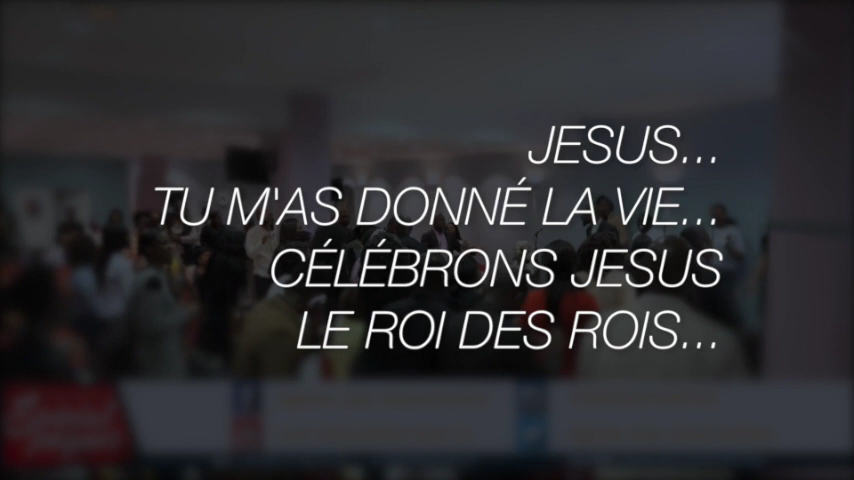 JESUS...
TU M'AS DONNÉ LA VIE...
CÉLÉBRONS JESUS
LE ROI DES ROIS...